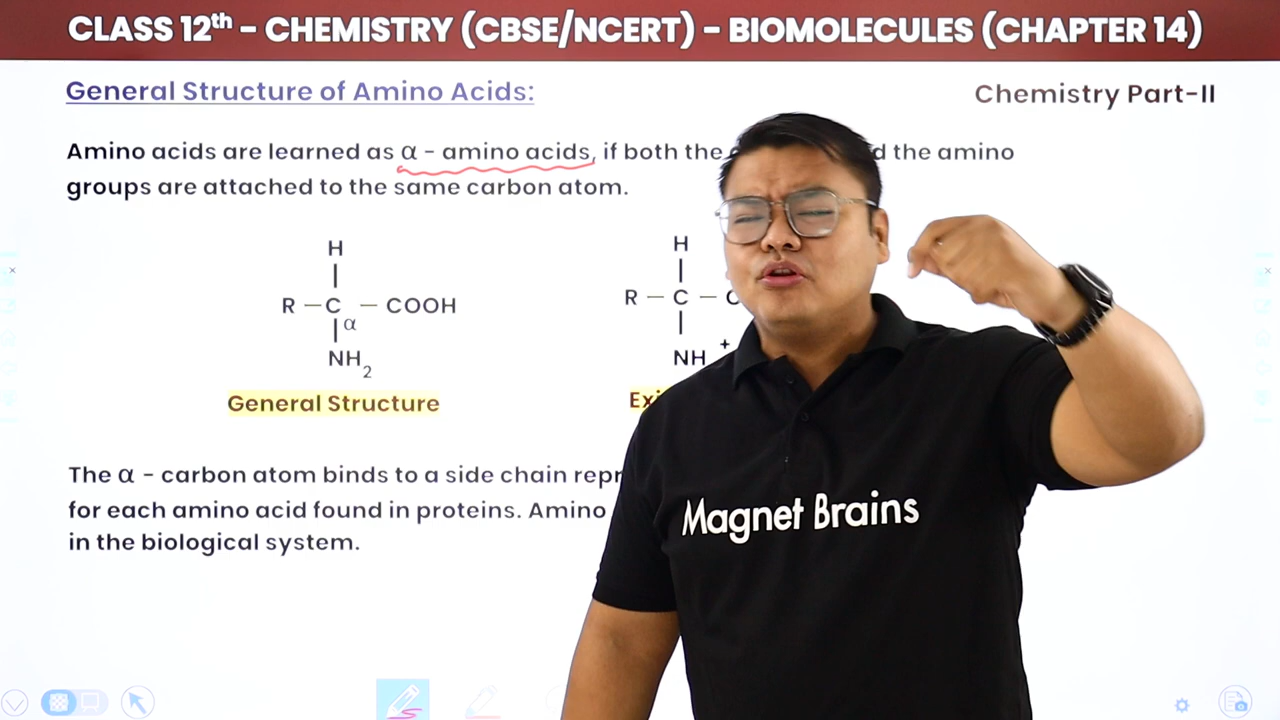 CLASS 12th – CHEMISTRY (CBSE/NCERT) – BIOMOLECULES (CHAPTER 14)
General Structure of Amino Acids:
Chemistry Part-II
Amino acids are learned as α - amino acids, if both the the amino
groups are attached to the same carbon atom.
H
R – C – COOH
α
NH2
General Structure
H
R – C –
+
NH
The α - carbon atom binds to a side chain
for each amino acid found in proteins. Amino
in the biological system.
Magnet Brains